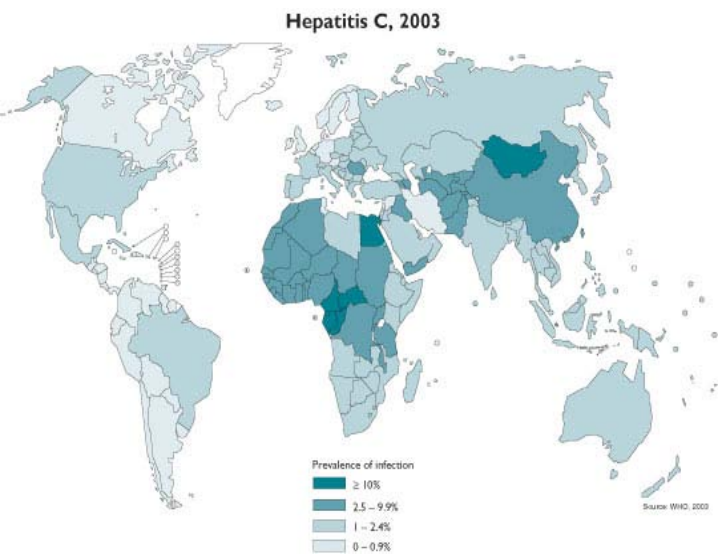 Hepatitis C, 2003
Prevalence of infection
≥ 10%
2.5 – 9.9%
1 – 2.4%
0 – 0.9%
Source: WHO, 2003